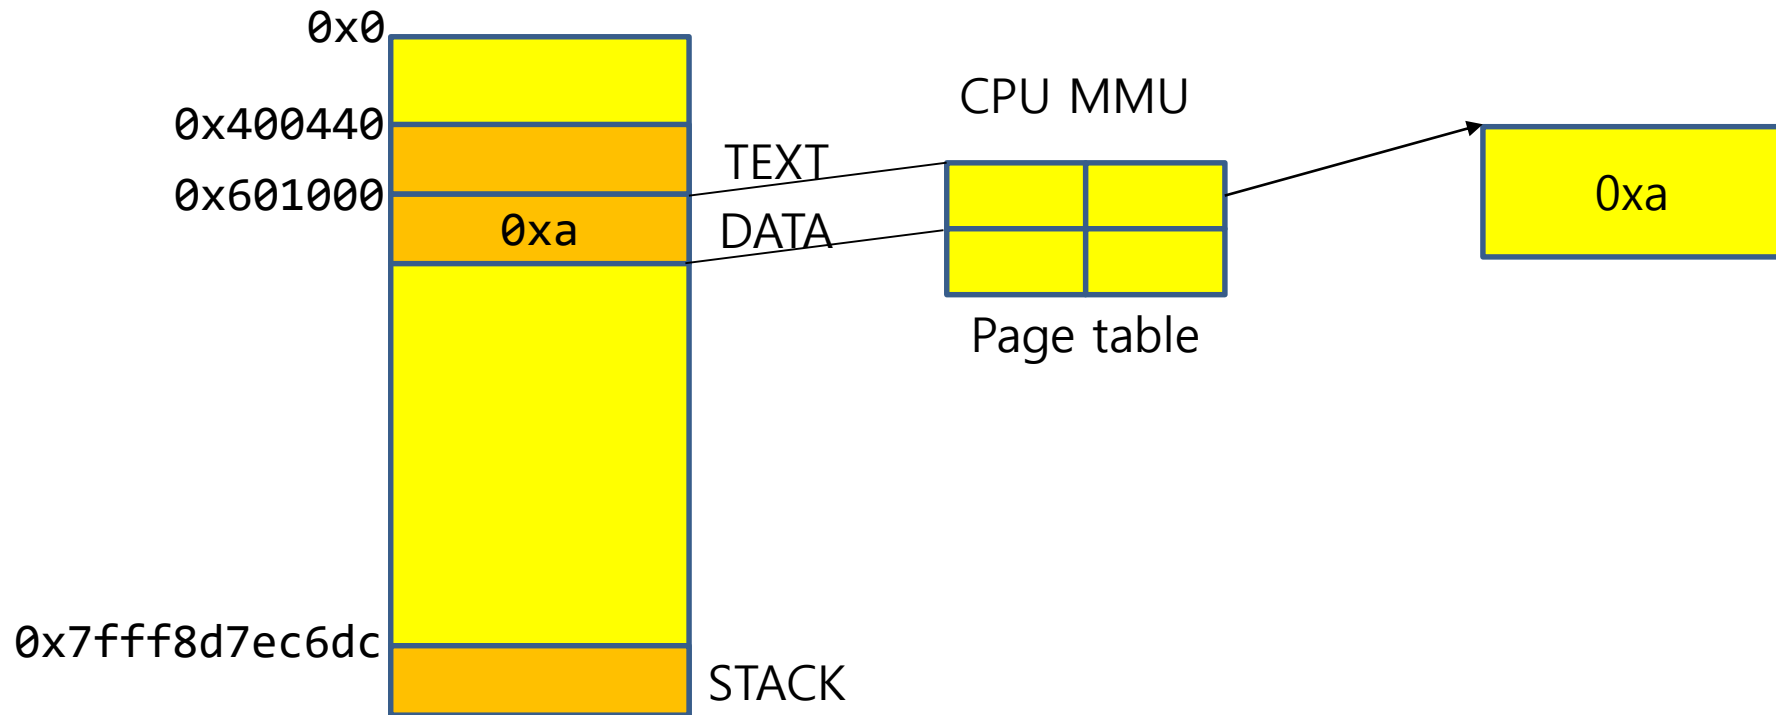 0x0
0x400440
0x601000
0xa
0x7fff8d7ec6dc
TEXT
DATA
STACK
CPU MMU
Page table
0xa